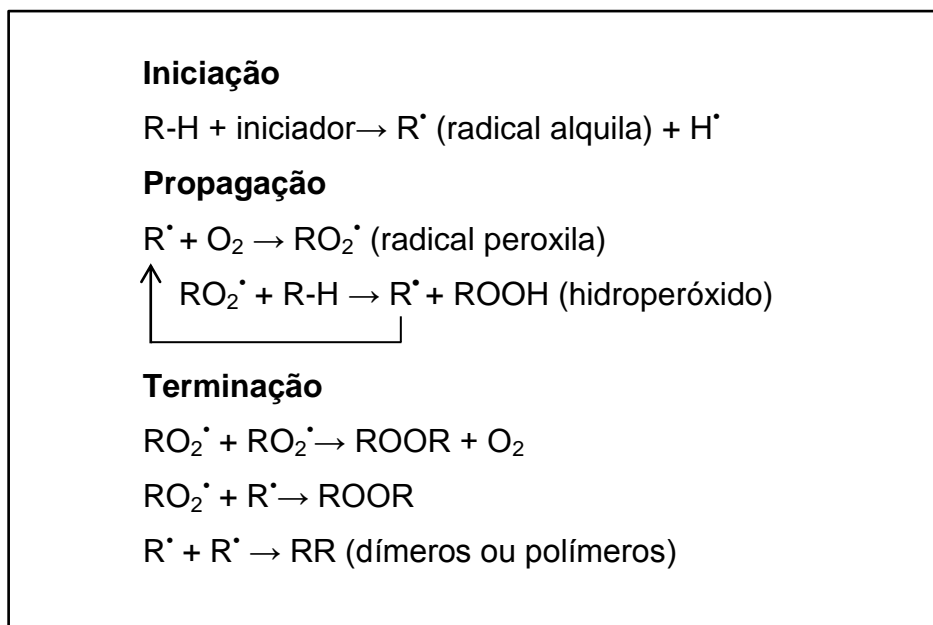 Iniciação
R-H + iniciador→ R• (radical alquila) + H•
Propagação
R• + O₂ → RO₂• (radical peroxila)
RO₂• + R-H → R• + ROOH (hidroperóxido)
Terminação
RO₂• + RO₂•→ ROOR + O₂
RO₂• + R•→ ROOR
R• + R• → RR (dímeros ou polímeros)